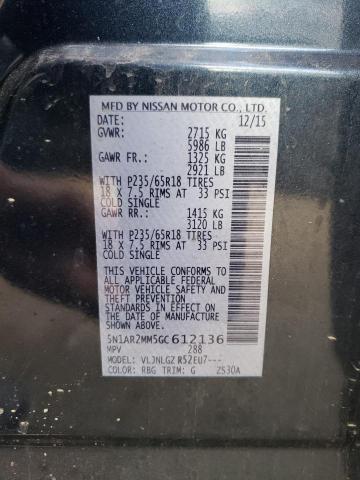 MFD BY NISSAN MOTOR CO., LTD.
DATE: 12/15
GVWR: 2715 KG
5986 LB
GAWR FR.: 1325 KG
2921 LB
WITH P235/65R18 TIRES
18 X 7.5 RIMS AT 33 PSI
COLD SINGLE
GAWR RR.: 1415 KG
3120 LB
WITH P235/65R18 TIRES
18 X 7.5 RIMS AT 33 PSI
COLD SINGLE
THIS VEHICLE CONFORMS TO
ALL APPLICABLE FEDERAL
MOTOR VEHICLE SAFETY AND
THEFT PREVENTION
STANDARDS IN EFFECT ON
THE DATE OF MANUFACTURE
SHOWN ABOVE.
5N1AR2MM5GC612136
MPV 288
MODEL: VLJNLGZ R52EU7---
COLOR: RBG TRIM: G ZS30A